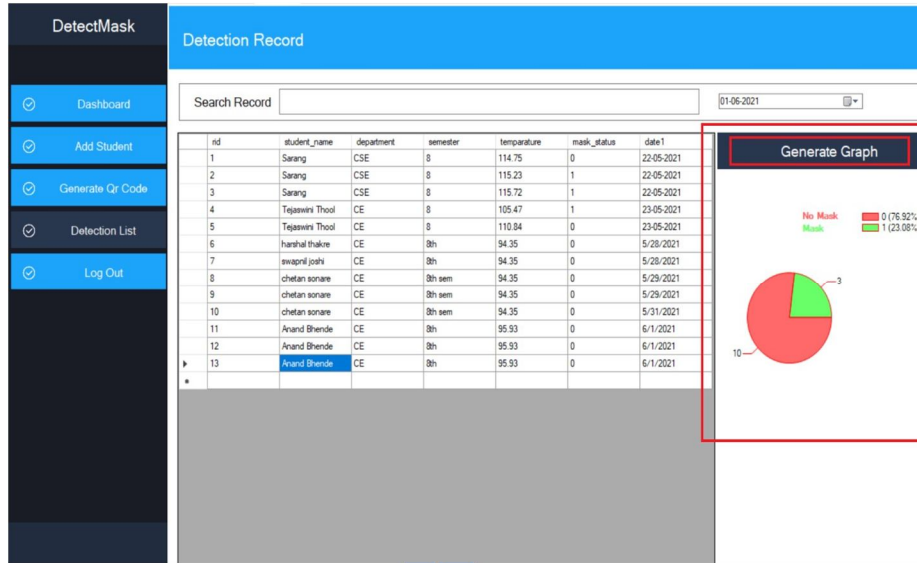 DetectMask
Detection Record
Dashboard
Add Student
Generate Qr Code
Detection List
Log Out
Search Record
01-06-2021
rid student_name department semester temparature mask_status date1
1 Sarang CSE 8 114.75 0 22-05-2021
2 Sarang CSE 8 115.23 1 22-05-2021
3 Sarang CSE 8 115.72 1 22-05-2021
4 Tejaswini Thool CE 8 105.47 1 23-05-2021
5 Tejaswini Thool CE 8 110.84 0 23-05-2021
6 harshal thakre CE 8th 94.35 0 5/28/2021
7 swapnil joshi CE 8th 94.35 0 5/28/2021
8 chetan sonare CE 8th sem 94.35 0 5/29/2021
9 chetan sonare CE 8th sem 94.35 0 5/29/2021
10 chetan sonare CE 8th sem 94.35 0 5/31/2021
11 Anand Bhende CE 8th 95.93 0 6/1/2021
12 Anand Bhende CE 8th 95.93 0 6/1/2021
13 Anand Bhende CE 8th 95.93 0 6/1/2021
Generate Graph
No Mask 0 (76.92%
Mask 1 (23.08%
3
10